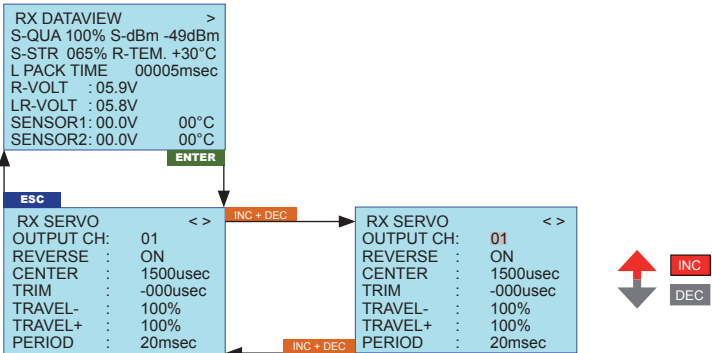 RX DATAVIEW >
S-QUA 100% S-dBm -49dBm
S-STR 065% R-TEM. +30°C
L PACK TIME 00005msec
R-VOLT : 05.9V
LR-VOLT : 05.8V
SENSOR1: 00.0V 00°C
SENSOR2: 00.0V 00°C
ENTER
ESC
RX SERVO < >
OUTPUT CH: 01
REVERSE : ON
CENTER : 1500usec
TRIM : -000usec
TRAVEL- : 100%
TRAVEL+ : 100%
PERIOD : 20msec
INC + DEC
INC + DEC
RX SERVO < >
OUTPUT CH: 01
REVERSE : ON
CENTER : 1500usec
TRIM : -000usec
TRAVEL- : 100%
TRAVEL+ : 100%
PERIOD : 20msec
INC
DEC